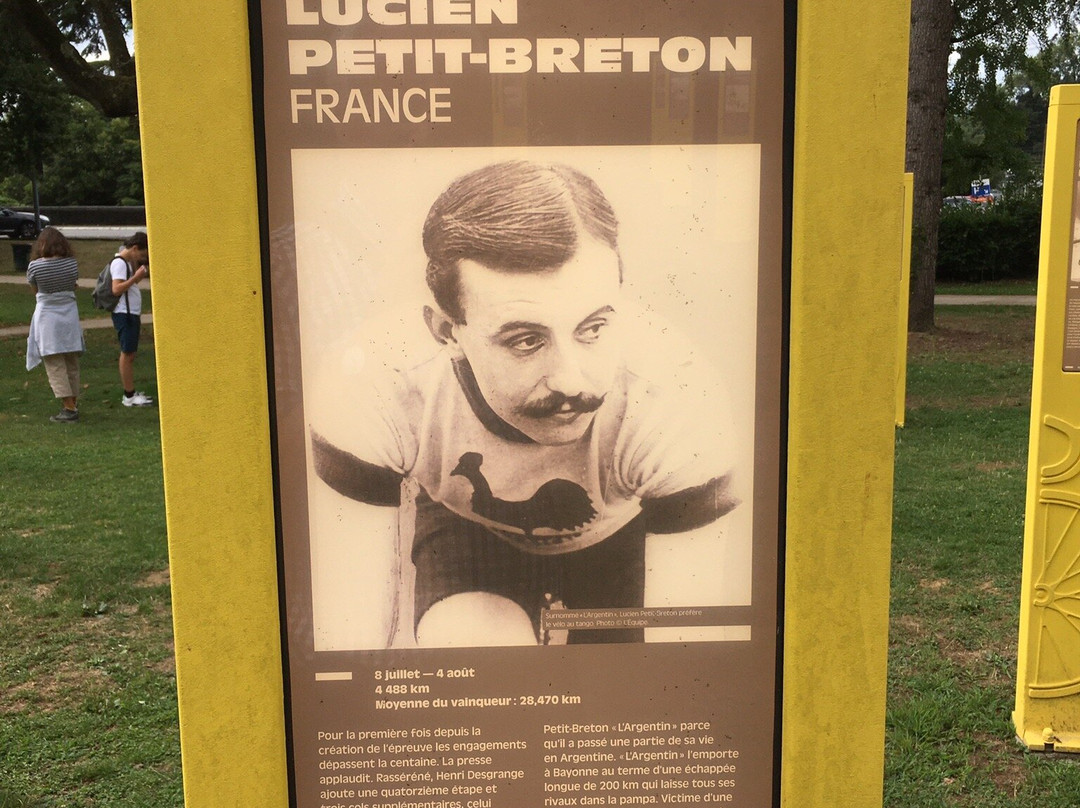 LUCIEN
PETIT-BRETON
FRANCE
Surnommé « L'Argentin », Lucien Petit-Breton préfère
le vélo au tango. Photo © L'Équipe
8 juillet — 4 août
4 488 km
Moyenne du vainqueur : 28,470 km
Pour la première fois depuis la
création de l'épreuve les engagements
dépassent la centaine. La presse
applaudit. Rasséréné, Henri Desgrange
ajoute une quatorzième étape et
trois cols supplémentaires, celui
Petit-Breton « L'Argentin » parce
qu'il a passé une partie de sa vie
en Argentine. « L'Argentin » l'emporte
à Bayonne au terme d'une échappée
longue de 200 km qui laisse tous ses
rivaux dans la pampa. Victime d'une